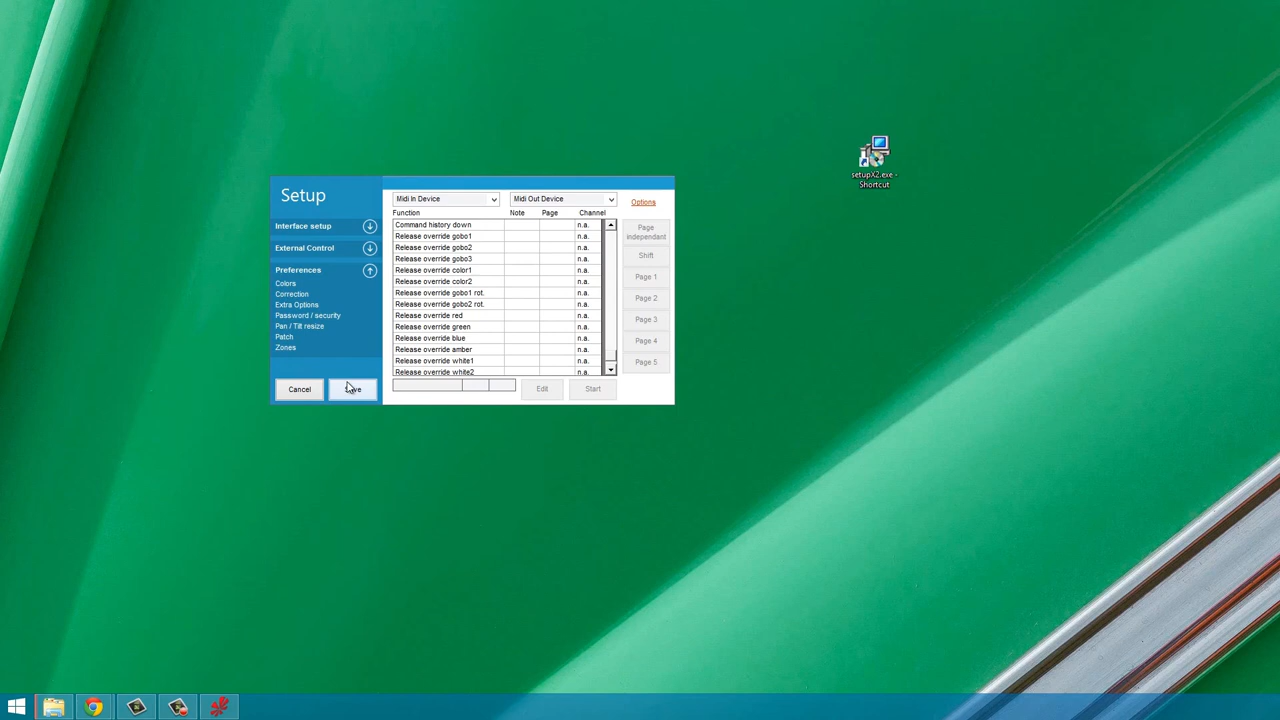 setupX2.exe -
Shortcut
Setup
Interface setup
External Control
Preferences
Colors
Correction
Extra Options
Password / security
Pan / Tilt resize
Patch
Zones
Cancel
Midi In Device
Midi Out Device
Options
Function Note Page Channel
Command history down n.a.
Release override gobo1 n.a.
Release override gobo2 n.a.
Release override gobo3 n.a.
Release override color1 n.a.
Release override color2 n.a.
Release override gobo1 rot. n.a.
Release override gobo2 rot. n.a.
Release override red n.a.
Release override green n.a.
Release override blue n.a.
Release override amber n.a.
Release override white1 n.a.
Release override white2 n.a.
Page
independant
Shift
Page 1
Page 2
Page 3
Page 4
Page 5
Edit
Start